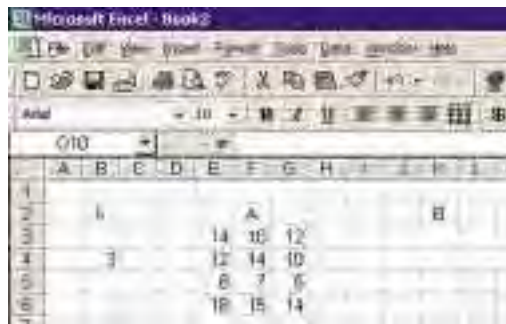 Microsoft Excel - Book2
File Edit View Insert Format Tools Data Window Help
Arial 10 B I U
O10 =
A B C D E F G H I J K L
1
2 A B
3 14 16 12
4 3 12 14 10
5 8 7 6
6 18 15 14